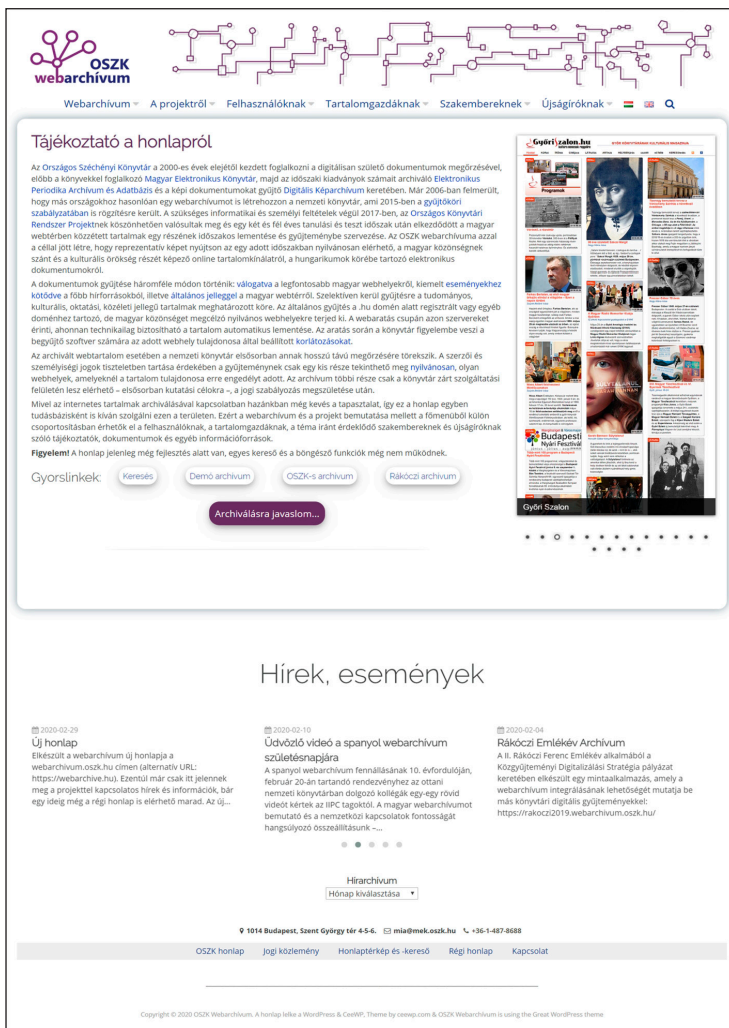 OSZK
webarchívum
Webarchívum A projektről Felhasználóknak Tartalomgazdáknak Szakembereknek Újságíróknak
Tájékoztató a honlapról
Az Országos Széchényi Könyvtár a 2000-es évek elejétől kezdett foglalkozni a digitálisan születő dokumentumok megőrzésével,
előbb a könyvekkel foglalkozó Magyar Elektronikus Könyvtár, majd az időszaki kiadványok számait archiváló Elektronikus
Periodika Archívum és Adatbázis és a képi dokumentumokat gyűjtő Digitális Képarchívum keretében. Már 2006-ban felmerült,
hogy más országokhoz hasonlóan egy webarchívumot is létrehozzon a nemzeti könyvtár, ami 2015-ben a gyűjtőköri
szabályzatában is rögzítésre került. A szükséges informatikai és személyi feltételek végül 2017-ben, az Országos Könyvtári
Rendszer Projektnek köszönhetően valósultak meg és egy két és fél éves tanulási és teszt időszak után elkezdődött a magyar
webtérben közzétett tartalmak egy részének időszakos lementése és gyűjteménybe szervezése. Az OSZK Webarchívuma azzal
a céllal jött létre, hogy reprezentatív képet nyújtson az egy adott időszakban nyilvánosan elérhető, a magyar közönségnek
szánt és a kulturális örökség részét képező online tartalomkínálatról, a hungarikumok körébe tartozó elektronikus
dokumentumokról.
A dokumentumok gyűjtése háromféle módon történik: válogatva a legfontosabb magyar webhelyekről, kiemelt eseményekhez
kötődve a főbb hírforrásokból, illetve általános jelleggel a magyar webtérről. Szelektíven kerül gyűjtésre a tudományos,
kulturális, oktatási, közéleti jellegű tartalmak meghatározott köre. Az általános gyűjtés a .hu domén alatt regisztrált vagy egyéb
doménhez tartozó, de magyar közönséget megcélzó nyilvános webhelyekre terjed ki. A webaratás csupán azon szervereket
érinti, ahonnan technikailag biztosítható a tartalom automatikus lementése. Az aratás során a könyvtár figyelembe veszi a
begyűjtő szoftver számára az adott webhely tulajdonosa által beállított korlátozásokat.
Az archivált webtartalom esetében a nemzeti könyvtár elsősorban annak hosszú távú megőrzésére törekszik. A szerzői és
személyiségi jogok tiszteletben tartása érdekében a gyűjteménynek csak egy kis része tekinthető meg nyilvánosan, olyan
webhelyek, amelyeknél a tartalom tulajdonosa erre engedélyt adott. Az archívum többi része csak a könyvtár zárt szolgáltatási
felületén lesz elérhető – elsősorban kutatási célokra –, a jogi szabályozás megszületése után.
Mivel az internetes tartalmak archiválásával kapcsolatban hazánkban még kevés a tapasztalat, így ez a honlap egyben
tudásbázisként is kíván szolgálni ezen a területen. Ezért a webarchívum és a projekt bemutatása mellett a főmenüből külön
csoportosításban érhetők el a felhasználóknak, a tartalomgazdáknak, a téma iránt érdeklődő szakembereknek és újságíróknak
szóló tájékoztatók, dokumentumok és egyéb információforrások.
Figyelem! A honlap jelenleg még fejlesztés alatt van, egyes kereső és a böngésző funkciók még nem működnek.
Gyorslinkek: Keresés Demó archívum OSZK-s archívum Rákóczi archívum
Archiválásra javaslom...
Győri Szalon.hu
Programok
SÚLYTALANUL
Budapesti
Nyári Fesztivál
Győri Szalon
Hírek, események
2020-02-29
Új honlap
Elkészült a webarchívum új honlapja a
webarchivum.oszk.hu címen (alternatív URL:
https://webarchive.hu). Ezentúl már csak itt jelennek
meg a projekttel kapcsolatos hírek és információk, bár
egy ideig még a régi honlap is elérhető marad. Az új...
2020-02-10
Üdvözlő videó a spanyol webarchívum
születésnapjára
A spanyol webarchívum fennállásának 10. évfordulóján,
február 20-án tartandó rendezvényhez az ottani
nemzeti könyvtárban dolgozó kollégák egy-egy rövid
videót kértek az IIPC tagoktól. A magyar webarchívumot
bemutató és a nemzetközi kapcsolatok fontosságát
hangsúlyozó összeállításunk –...
2020-02-04
Rákóczi Emlékév Archívum
A II. Rákóczi Ferenc Emlékév alkalmából a
Közgyűjteményi Digitalizálási Stratégia pályázat
keretében elkészült egy mintaalkalmazás, amely a
webarchívum integrálásának lehetőségét mutatja be
más könyvtári digitális gyűjteményekkel:
https://rakoczi2019.webarchivum.oszk.hu/
Hírarchívum
Hónap kiválasztása
1014 Budapest, Szent György tér 4-5-6. mia@mek.oszk.hu +36-1-487-8688
OSZK honlap Jogi közlemény Honlaptérkép és -kereső Régi honlap Kapcsolat
Copyright © 2020 OSZK Webarchívum. A honlap lelke a WordPress & CeeWP, Theme by ceewp.com & OSZK Webarchívum is using the Great WordPress theme